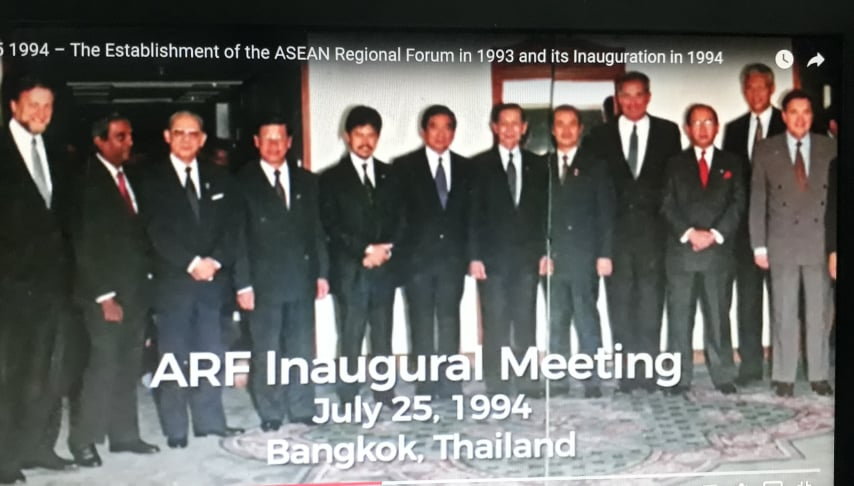 1994 – The Establishment of the ASEAN Regional Forum in 1993 and its Inauguration in 1994
ARF Inaugural Meeting
July 25, 1994
Bangkok, Thailand